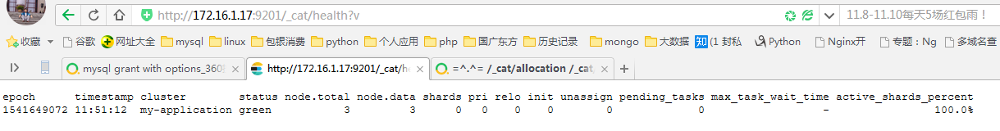 http://172.16.1.17:9201/_cat/health?v 11.8-11.10每天5场红包雨！
收藏 谷歌 网址大全 mysql linux 包银消费 python 个人应用 php 国广东方 历史记录 mongo 大数据 知 (1 封私 Python Nginx开 专题：Ng 多域名查
mysql grant with options_360 http://172.16.1.17:9201/_cat/he =^.^= /_cat/allocation /_cat
epoch timestamp cluster status node.total node.data shards pri relo init unassign pending_tasks max_task_wait_time active_shards_percent
1541649072 11:51:12 my-application green 3 3 0 0 0 0 0 0 - 100.0%